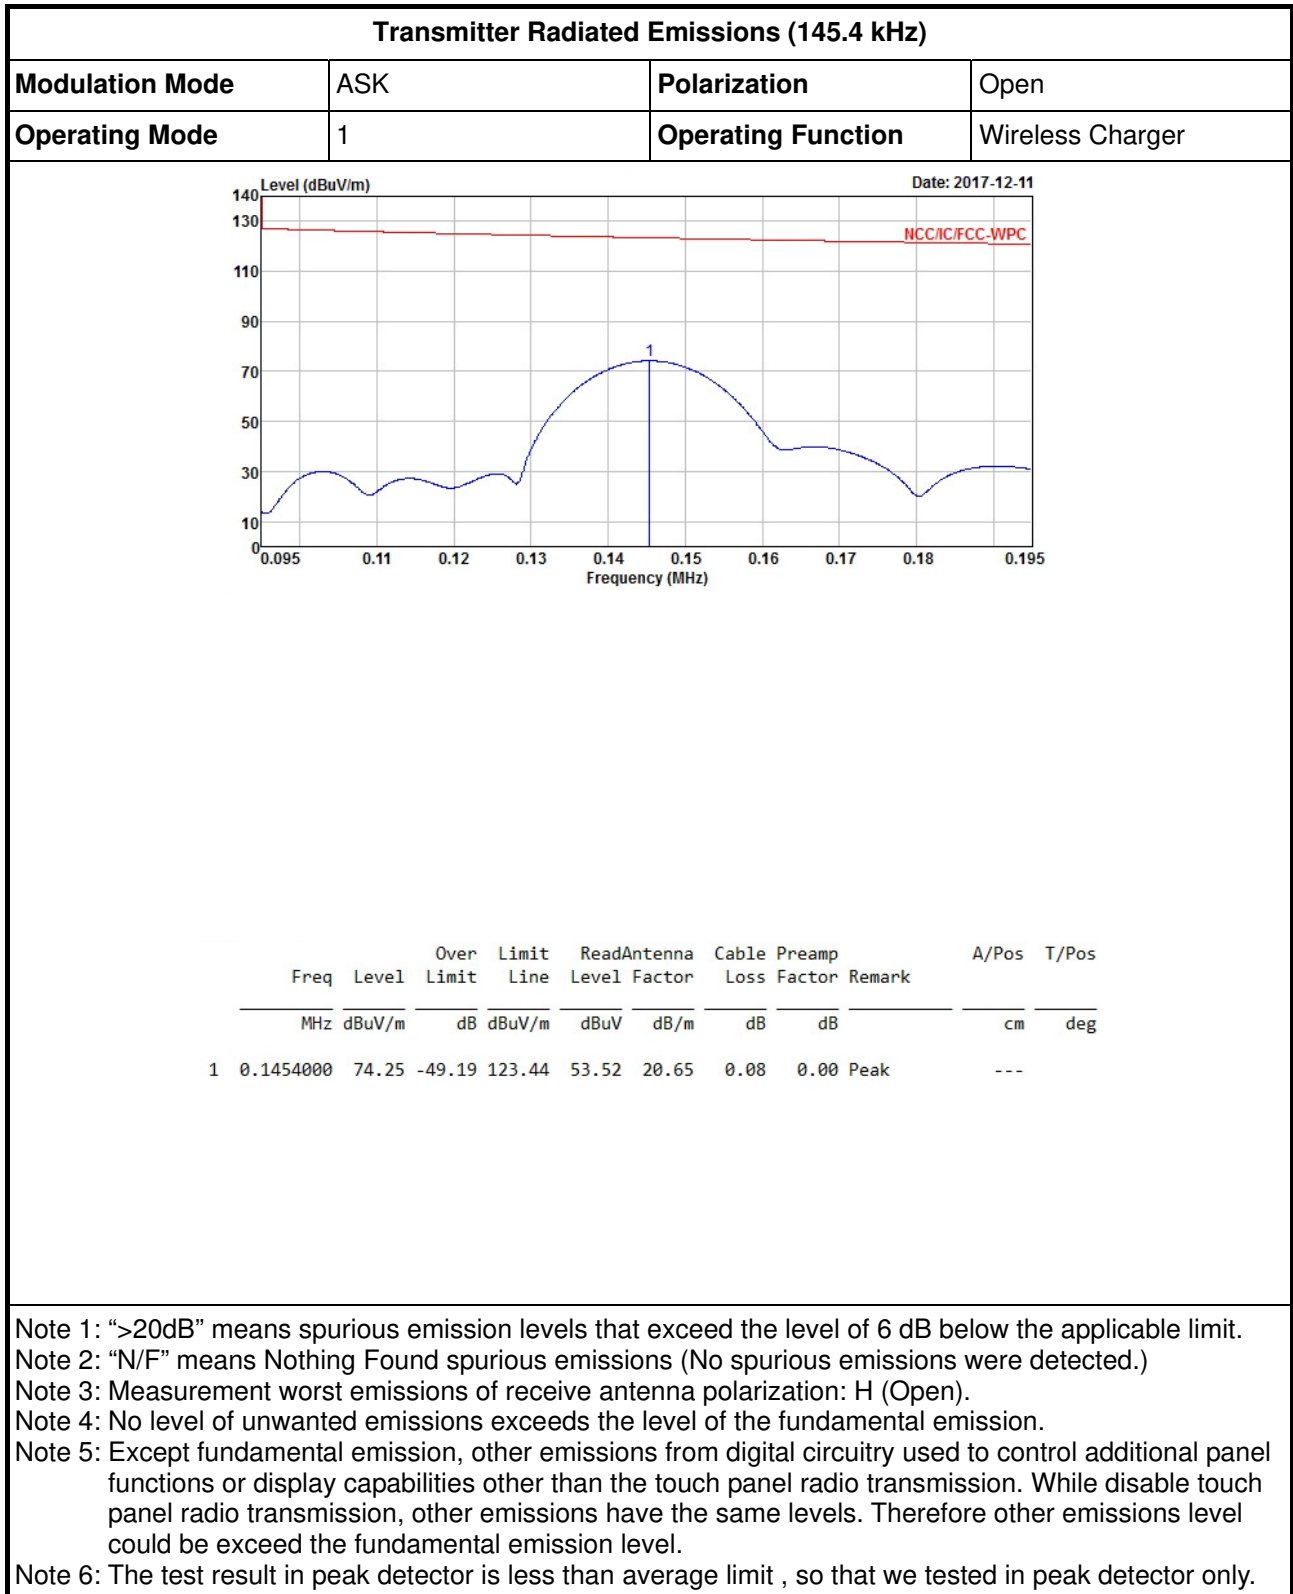 Transmitter Radiated Emissions (145.4 kHz)
Modulation Mode ASK Polarization Open
Operating Mode 1 Operating Function Wireless Charger
Level (dBuV/m) Date: 2017-12-11
140
130
NCC/IC/FCC-WPC
110
90
1
70
50
30
10
0
0.095 0.11 0.12 0.13 0.14 0.15 0.16 0.17 0.18 0.195
Frequency (MHz)
Over Limit ReadAntenna Cable Preamp A/Pos T/Pos
Freq Level Limit Line Level Factor Loss Factor Remark
MHz dBuV/m dB dBuV/m dBuV dB/m dB dB cm deg
1 0.1454000 74.25 -49.19 123.44 53.52 20.65 0.08 0.00 Peak ---
Note 1: “>20dB” means spurious emission levels that exceed the level of 6 dB below the applicable limit.
Note 2: “N/F” means Nothing Found spurious emissions (No spurious emissions were detected.)
Note 3: Measurement worst emissions of receive antenna polarization: H (Open).
Note 4: No level of unwanted emissions exceeds the level of the fundamental emission.
Note 5: Except fundamental emission, other emissions from digital circuitry used to control additional panel
functions or display capabilities other than the touch panel radio transmission. While disable touch
panel radio transmission, other emissions have the same levels. Therefore other emissions level
could be exceed the fundamental emission level.
Note 6: The test result in peak detector is less than average limit , so that we tested in peak detector only.